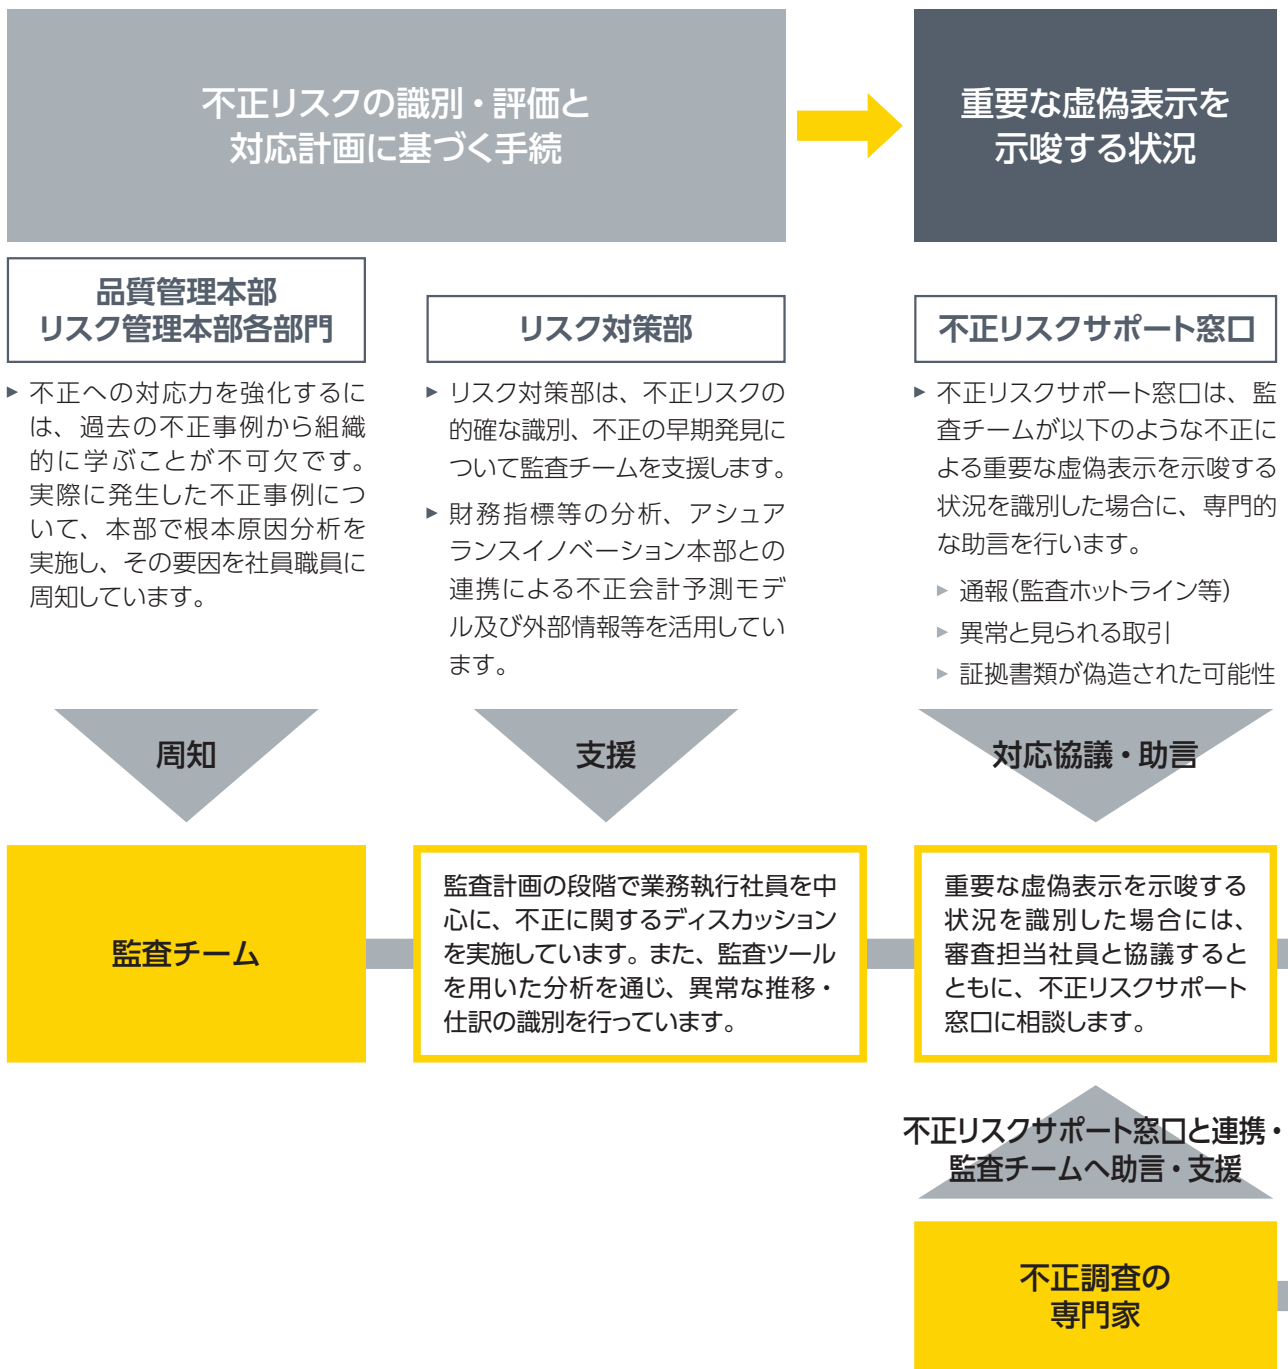 不正リスクの識別・評価と
対応計画に基づく手続
重要な虚偽表示を
示唆する状況
品質管理本部
リスク管理本部各部門
▶ 不正への対応力を強化するに
は、過去の不正事例から組織
的に学ぶことが不可欠です。
実際に発生した不正事例につ
いて、本部で根本原因分析を
実施し、その要因を社員職員に
周知しています。
リスク対策部
▶ リスク対策部は、不正リスクの
的確な識別、不正の早期発見に
ついて監査チームを支援します。
▶ 財務指標等の分析、アシュア
ランスイノベーション本部との
連携による不正会計予測モデ
ル及び外部情報等を活用してい
ます。
不正リスクサポート窓口
▶ 不正リスクサポート窓口は、監
査チームが以下のような不正に
よる重要な虚偽表示を示唆する
状況を識別した場合に、専門的
な助言を行います。
▶ 通報(監査ホットライン等)
▶ 異常と見られる取引
▶ 証拠書類が偽造された可能性
周知
支援
対応協議・助言
監査チーム
監査計画の段階で業務執行社員を中
心に、不正に関するディスカッション
を実施しています。また、監査ツール
を用いた分析を通じ、異常な推移・
仕訳の識別を行っています。
重要な虚偽表示を示唆する
状況を識別した場合には、
審査担当社員と協議すると
ともに、不正リスクサポート
窓口に相談します。
不正リスクサポート窓口と連携・
監査チームへ助言・支援
不正調査の
専門家